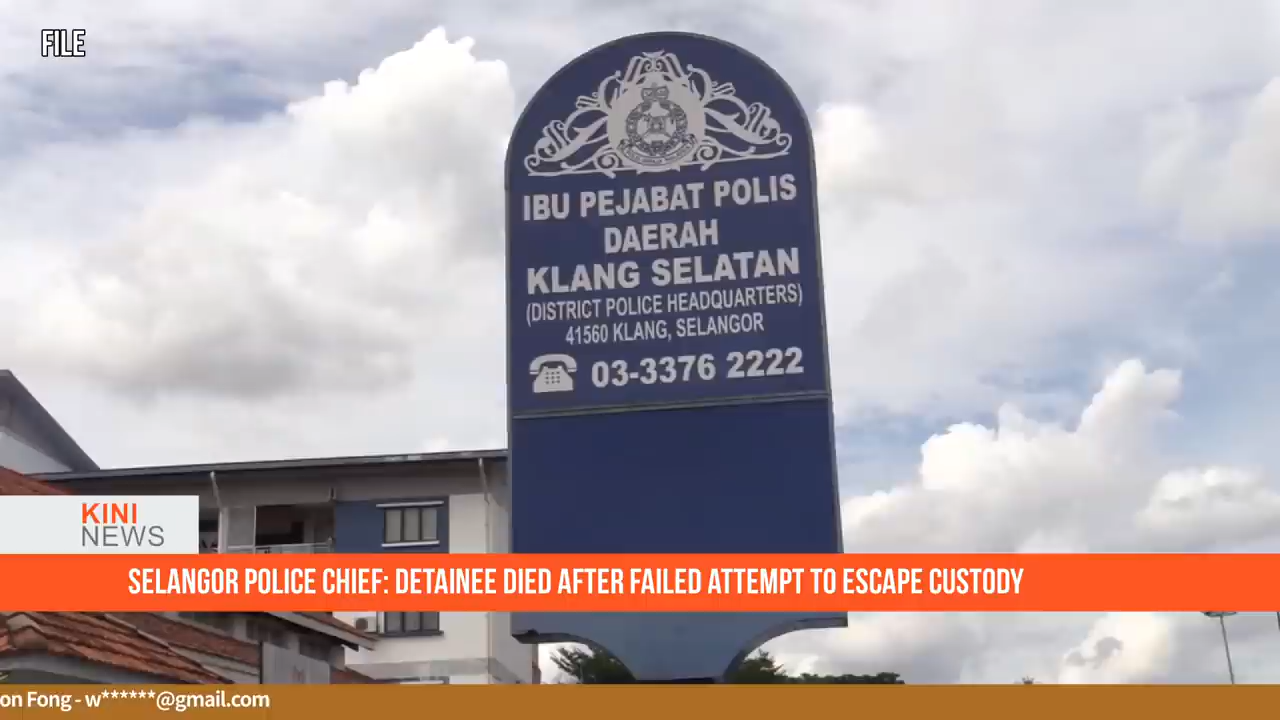 FILE
IBU PEJABAT POLIS
DAERAH
KLANG SELATAN
(DISTRICT POLICE HEADQUARTERS)
41560 KLANG, SELANGOR
03-3376 2222
KINI
NEWS
SELANGOR POLICE CHIEF: DETAINEE DIED AFTER FAILED ATTEMPT TO ESCAPE CUSTODY
on Fong - w******@gmail.com